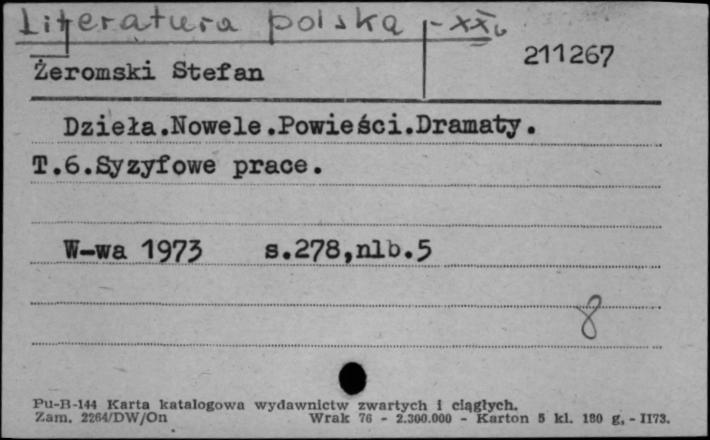 Literatura polska - XXw
Żeromski Stefan
211267
Dzieła.Nowele.Powieści.Dramaty.
T.6.Syzyfowe prace.
W-wa 1973 s.278,nlb.5
8
Pu-B-144 Karta katalogowa wydawnictw zwartych i ciągłych.
Zam. 2264/DW/On Wrak 76 - 2.300.000 - Karton 5 kl. 180 g, - II73.